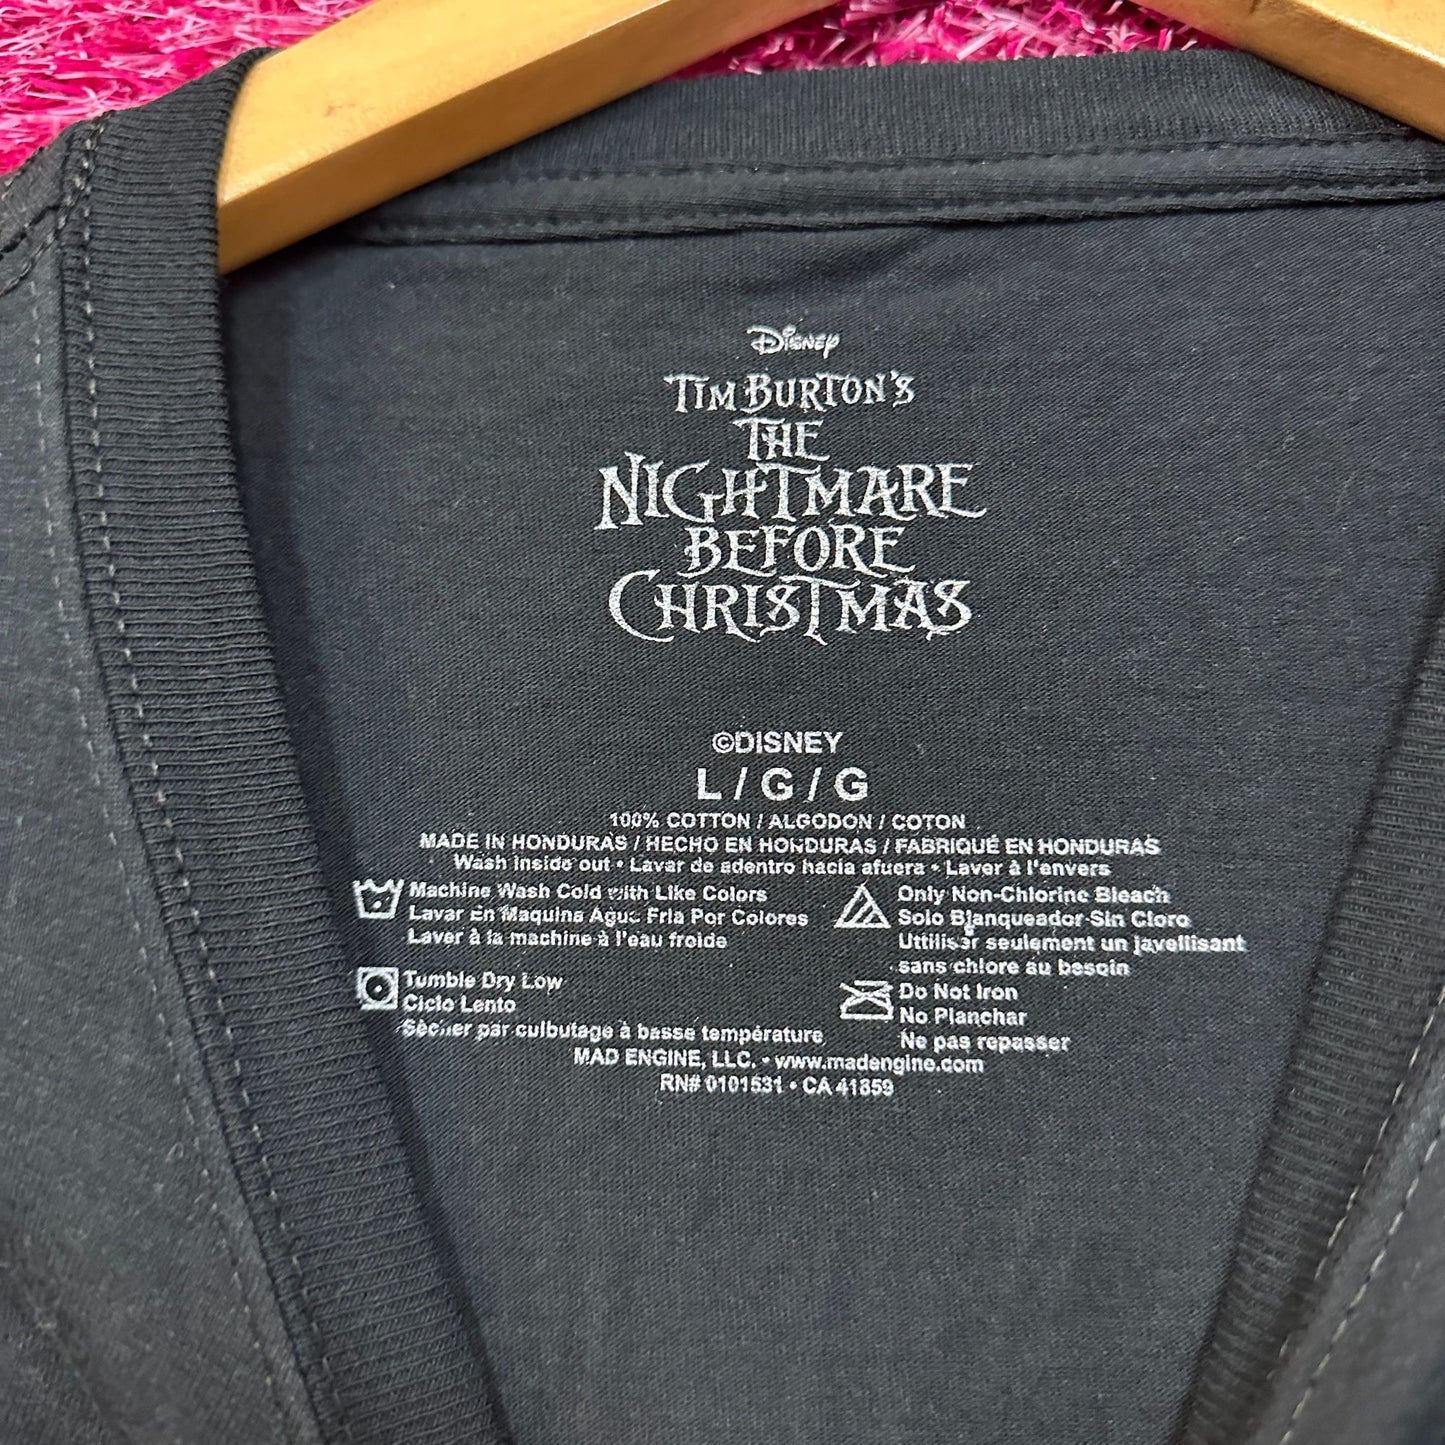 Disney
TIM BURTON'S
THE
NIGHTMARE
BEFORE
CHRISTMAS
©DISNEY
L / G / G
100% COTTON / ALGODON / COTON
MADE IN HONDURAS / HECHO EN HONDURAS / FABRIQUÉ EN HONDURAS
Wash inside out • Lavar de adentro hacia afuera • Laver à l'envers
Machine Wash Cold with Like Colors
Lavar En Maquina Agua Fria Por Colores
Laver à la machine à l'eau froide
Only Non-Chlorine Bleach
Solo Blanqueador Sin Cloro
Uttiliser seulement un javellisant
sans chlore au besoin
Tumble Dry Low
Ciclo Lento
Sècher par culbutage à basse température
Do Not Iron
No Planchar
Ne pas repasser
MAD ENGINE, LLC. • www.madengine.com
RN# 0101531 • CA 41859